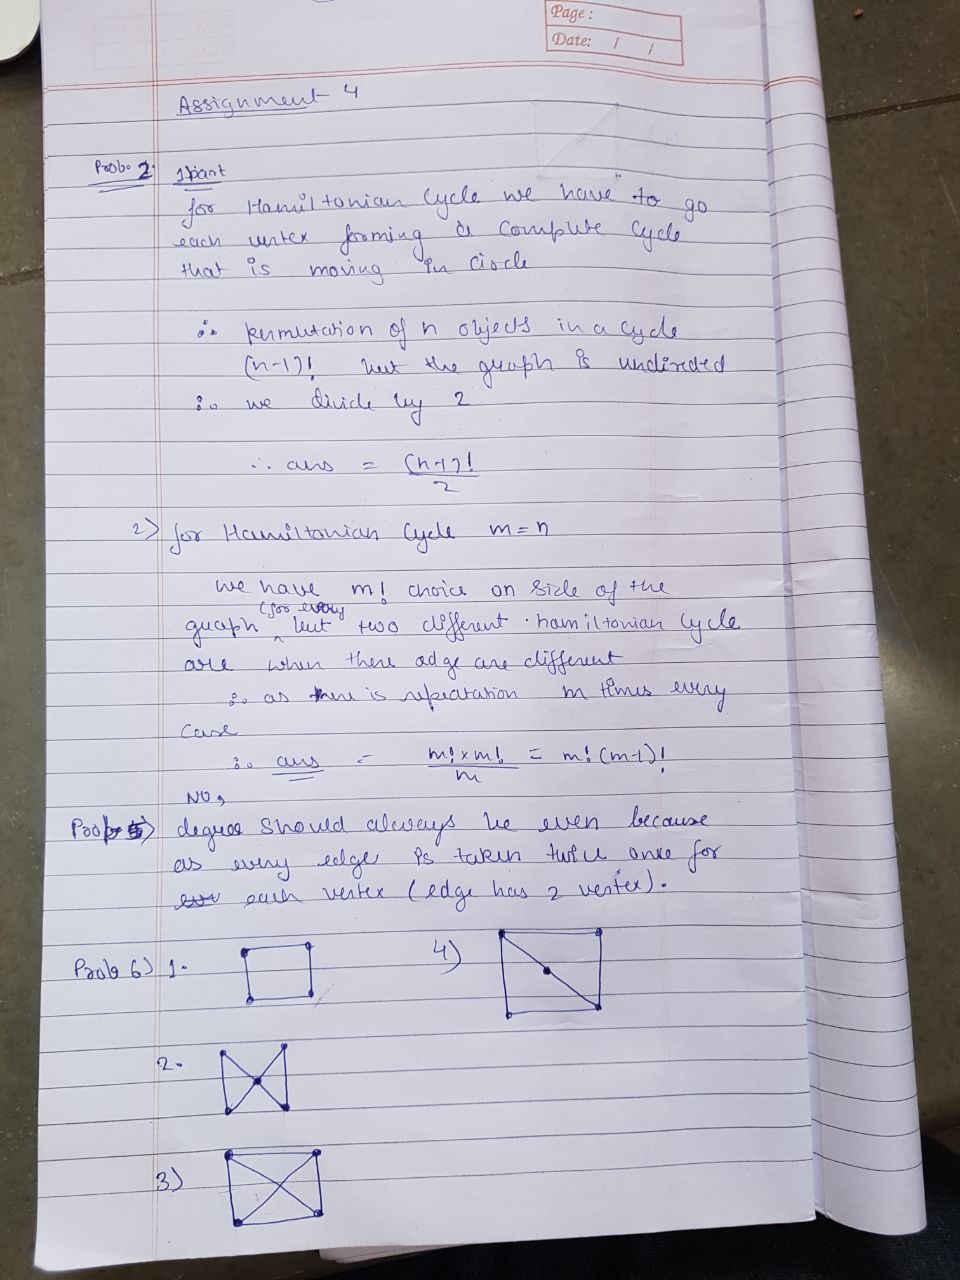 Page:
Date: / /
Assignment 4
Prob. 2. 1 part
for Hamiltonian Cycle we have to go
each vertex forming a complete cycle
that is moving in circle
∴ permutation of n objects in a cycle
(n-1)! but the graph is undirected
∴ we divide by 2
∴ ans = (n-1)!/2
2) for Hamiltonian Cycle m=n
we have m! choice on side of the
(for every
graph but two different hamiltonian cycle
are when there edge are different
∴ as there is repeatation m times every
case
∴ ans = m!×m!/m = m!(m-1)!
NO,
Prob 5) degree should always be even because
as every edge is taken twice once for
each vertex (edge has 2 vertex).
Prob 6) 1. 4)
2.
3)